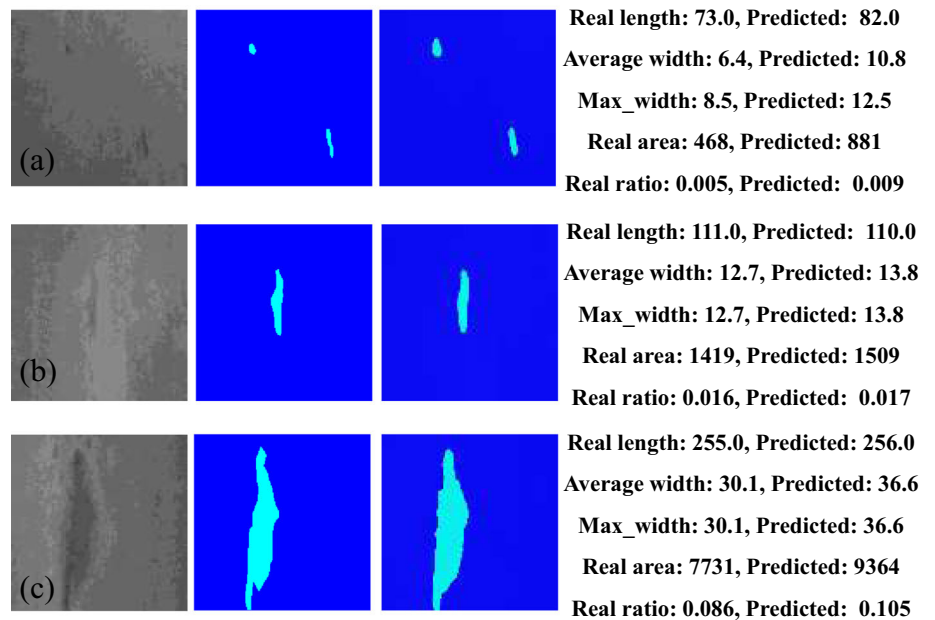 (a)
Real length: 73.0, Predicted: 82.0
Average width: 6.4, Predicted: 10.8
Max_width: 8.5, Predicted: 12.5
Real area: 468, Predicted: 881
Real ratio: 0.005, Predicted: 0.009
(b)
Real length: 111.0, Predicted: 110.0
Average width: 12.7, Predicted: 13.8
Max_width: 12.7, Predicted: 13.8
Real area: 1419, Predicted: 1509
Real ratio: 0.016, Predicted: 0.017
(c)
Real length: 255.0, Predicted: 256.0
Average width: 30.1, Predicted: 36.6
Max_width: 30.1, Predicted: 36.6
Real area: 7731, Predicted: 9364
Real ratio: 0.086, Predicted: 0.105